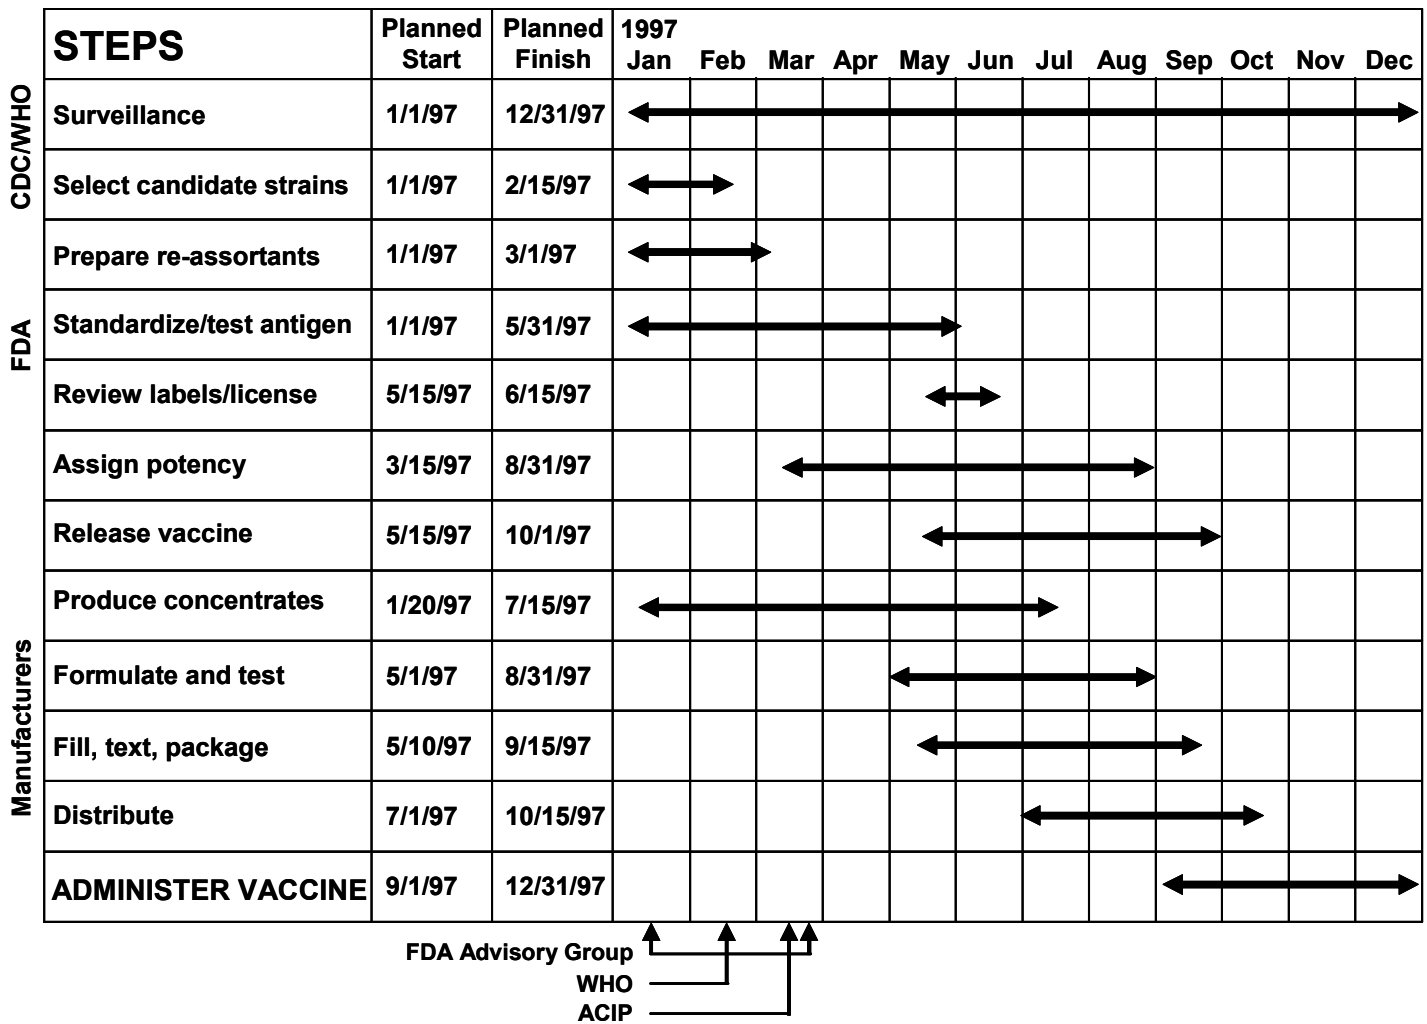 STEPS
Planned Start
Planned Finish
1997
Jan Feb Mar Apr May Jun Jul Aug Sep Oct Nov Dec
CDC/WHO
Surveillance 1/1/97 12/31/97
Select candidate strains 1/1/97 2/15/97
Prepare re-assortants 1/1/97 3/1/97
FDA
Standardize/test antigen 1/1/97 5/31/97
Review labels/license 5/15/97 6/15/97
Assign potency 3/15/97 8/31/97
Release vaccine 5/15/97 10/1/97
Manufacturers
Produce concentrates 1/20/97 7/15/97
Formulate and test 5/1/97 8/31/97
Fill, text, package 5/10/97 9/15/97
Distribute 7/1/97 10/15/97
ADMINISTER VACCINE 9/1/97 12/31/97
FDA Advisory Group
WHO
ACIP